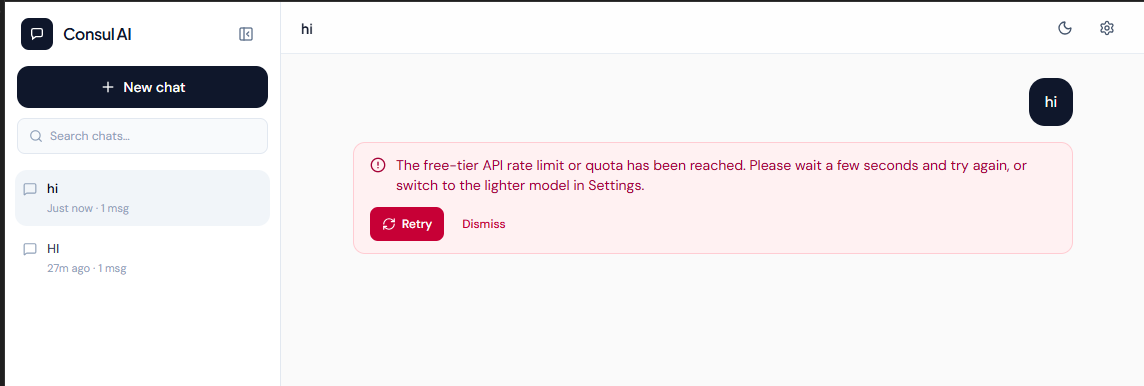 Consul AI
New chat
Search chats...
hi
Just now · 1 msg
HI
27m ago · 1 msg
hi
hi
The free-tier API rate limit or quota has been reached. Please wait a few seconds and try again, or
switch to the lighter model in Settings.
Retry
Dismiss